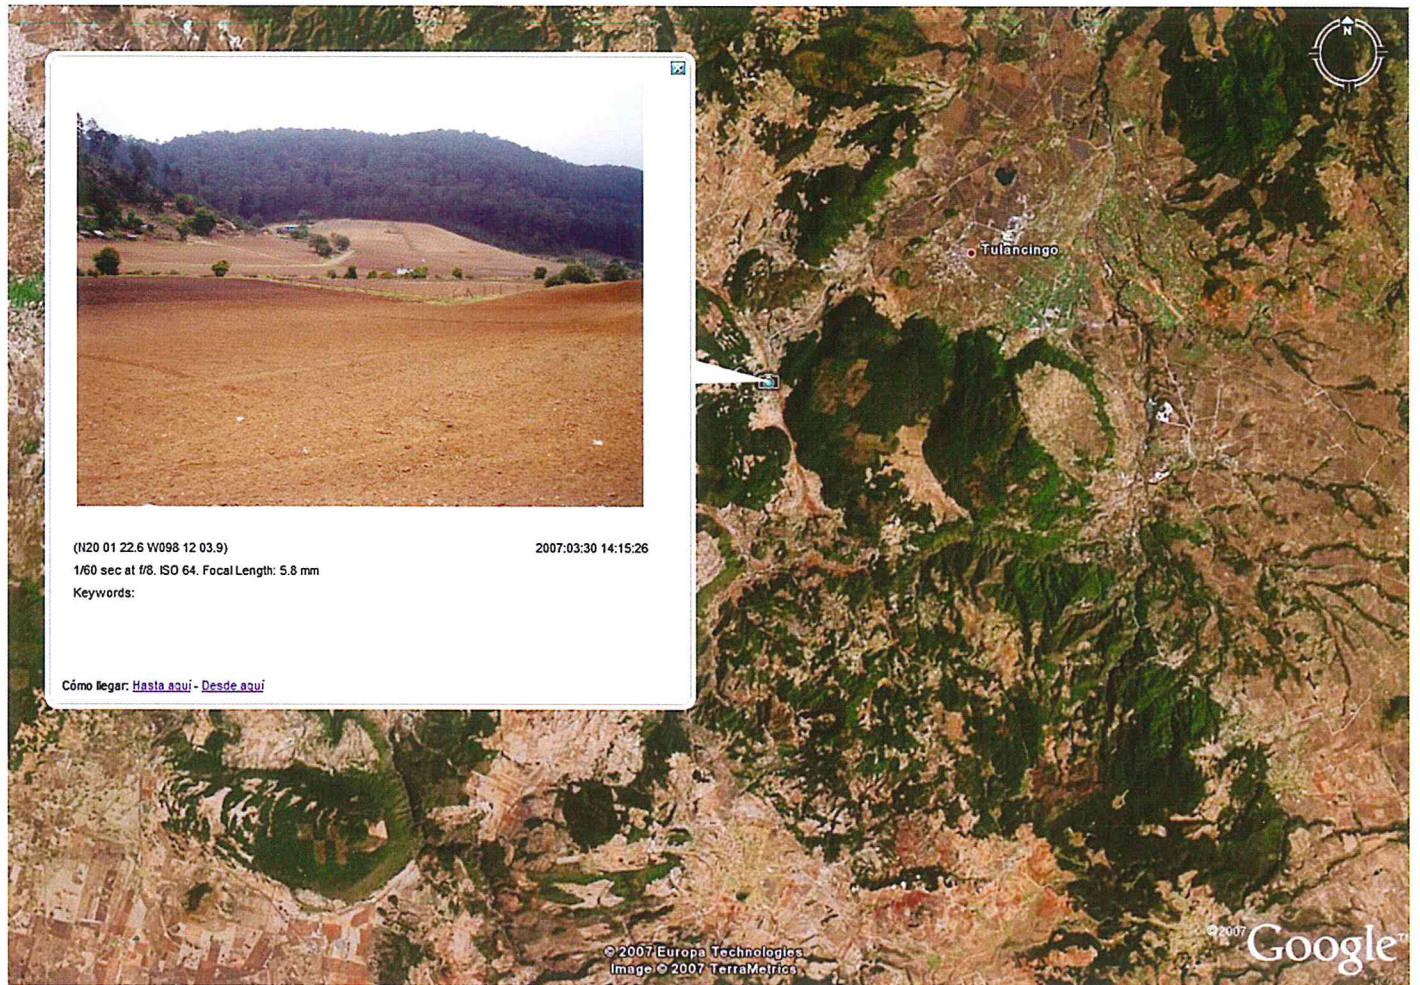 N
Tulancingo
(N20 01 22.6 W098 12 03.9) 2007:03:30 14:15:26
1/60 sec at f/8. ISO 64. Focal Length: 5.8 mm
Keywords:
Cómo llegar: Hasta aquí - Desde aquí
© 2007 Europa Technologies
Image © 2007 TerraMetrics
©2007 Google™